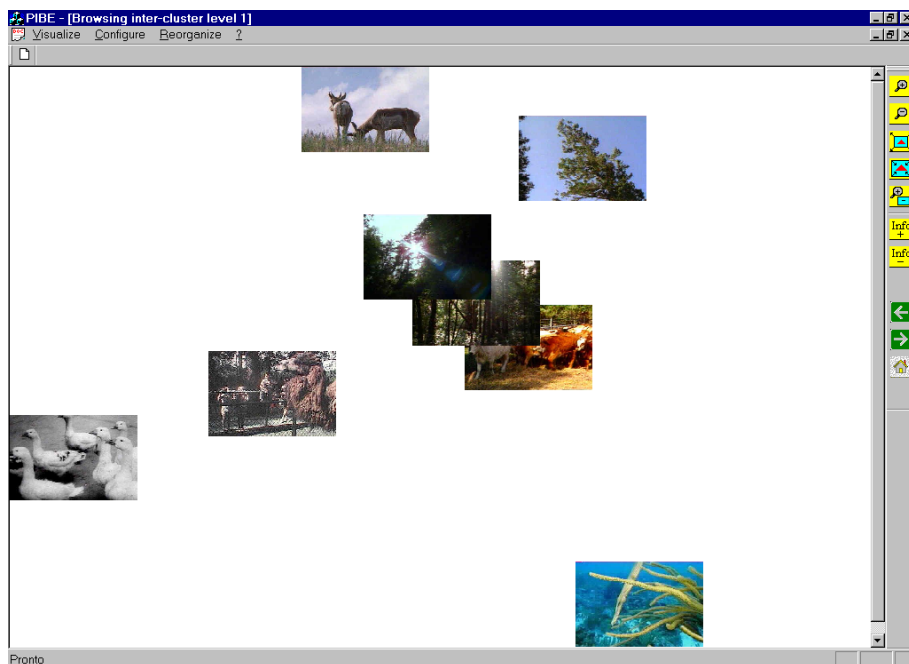 PIBE - [Browsing inter-cluster level 1]
Visualize Configure Reorganize ?
Info
+
Info
-
Pronto